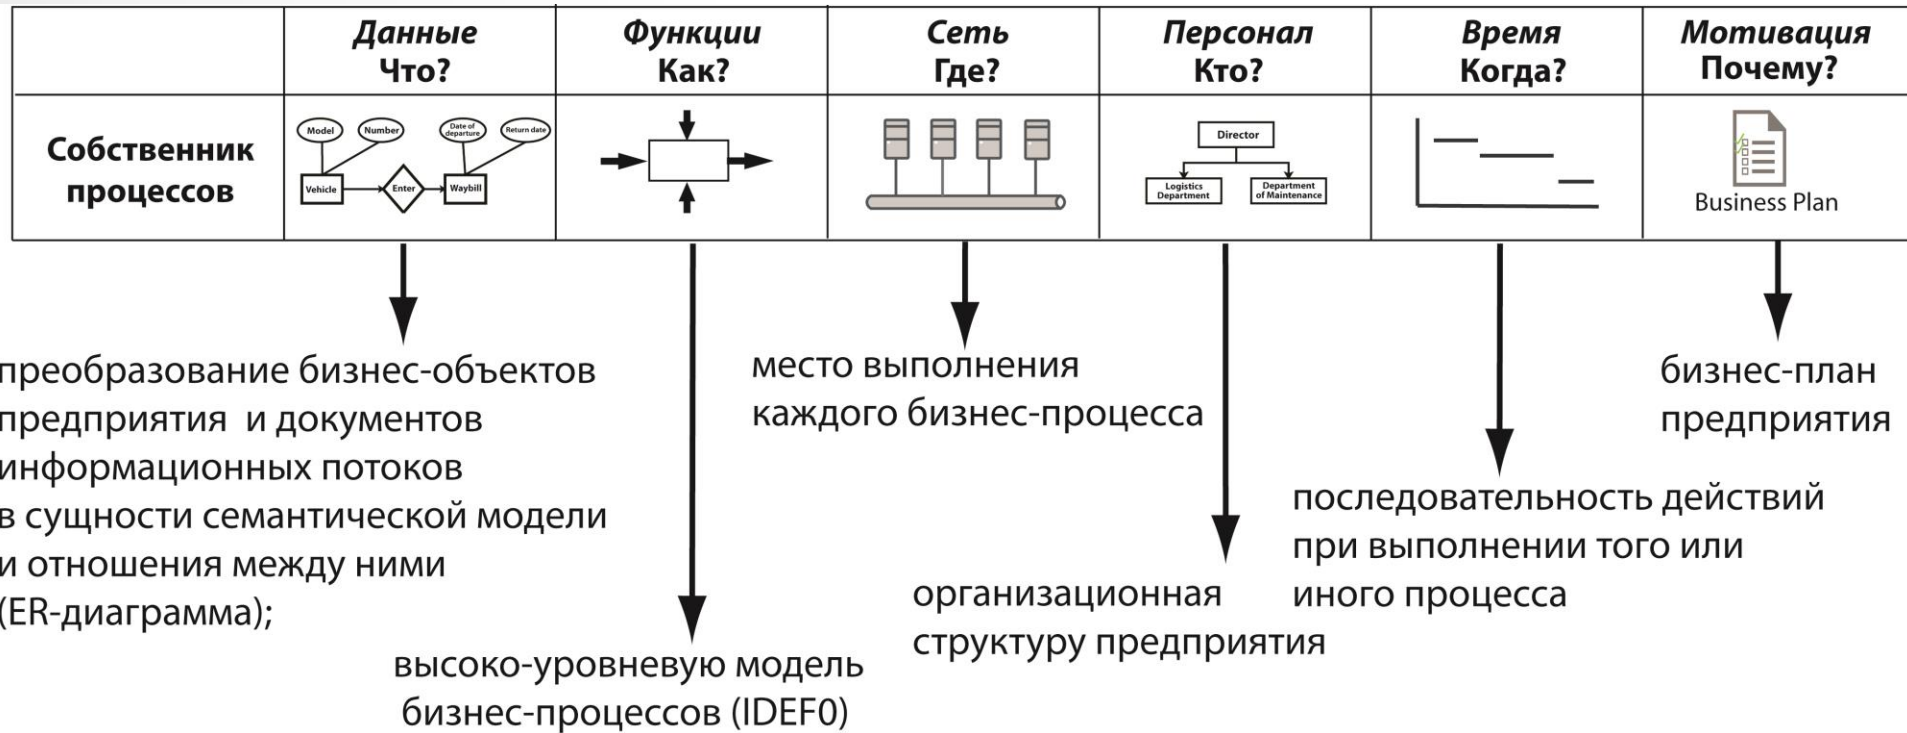 Данные
Что?
Функции
Как?
Сеть
Где?
Персонал
Кто?
Время
Когда?
Мотивация
Почему?
Собственник
процессов
Model
Number
Date of
departure
Return date
Vehicle
Enter
Waybill
Director
Logistics
Department
Department
of Maintenance
Business Plan
преобразование бизнес-объектов
предприятия и документов
информационных потоков
в сущности семантической модели
и отношения между ними
(ER-диаграмма);
высоко-уровневую модель
бизнес-процессов (IDEF0)
место выполнения
каждого бизнес-процесса
организационная
структуру предприятия
последовательность действий
при выполнении того или
иного процесса
бизнес-план
предприятия